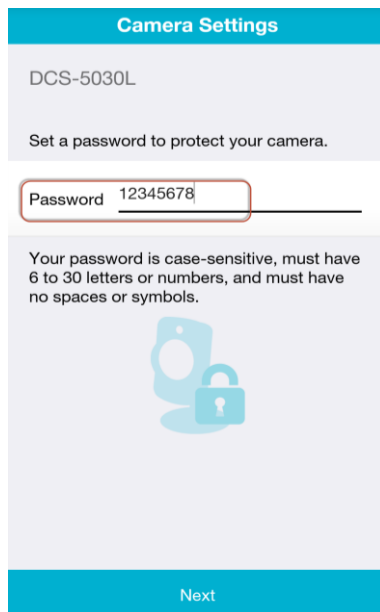 Camera Settings
DCS-5030L
Set a password to protect your camera.
Password 12345678
Your password is case-sensitive, must have
6 to 30 letters or numbers, and must have
no spaces or symbols.
Next